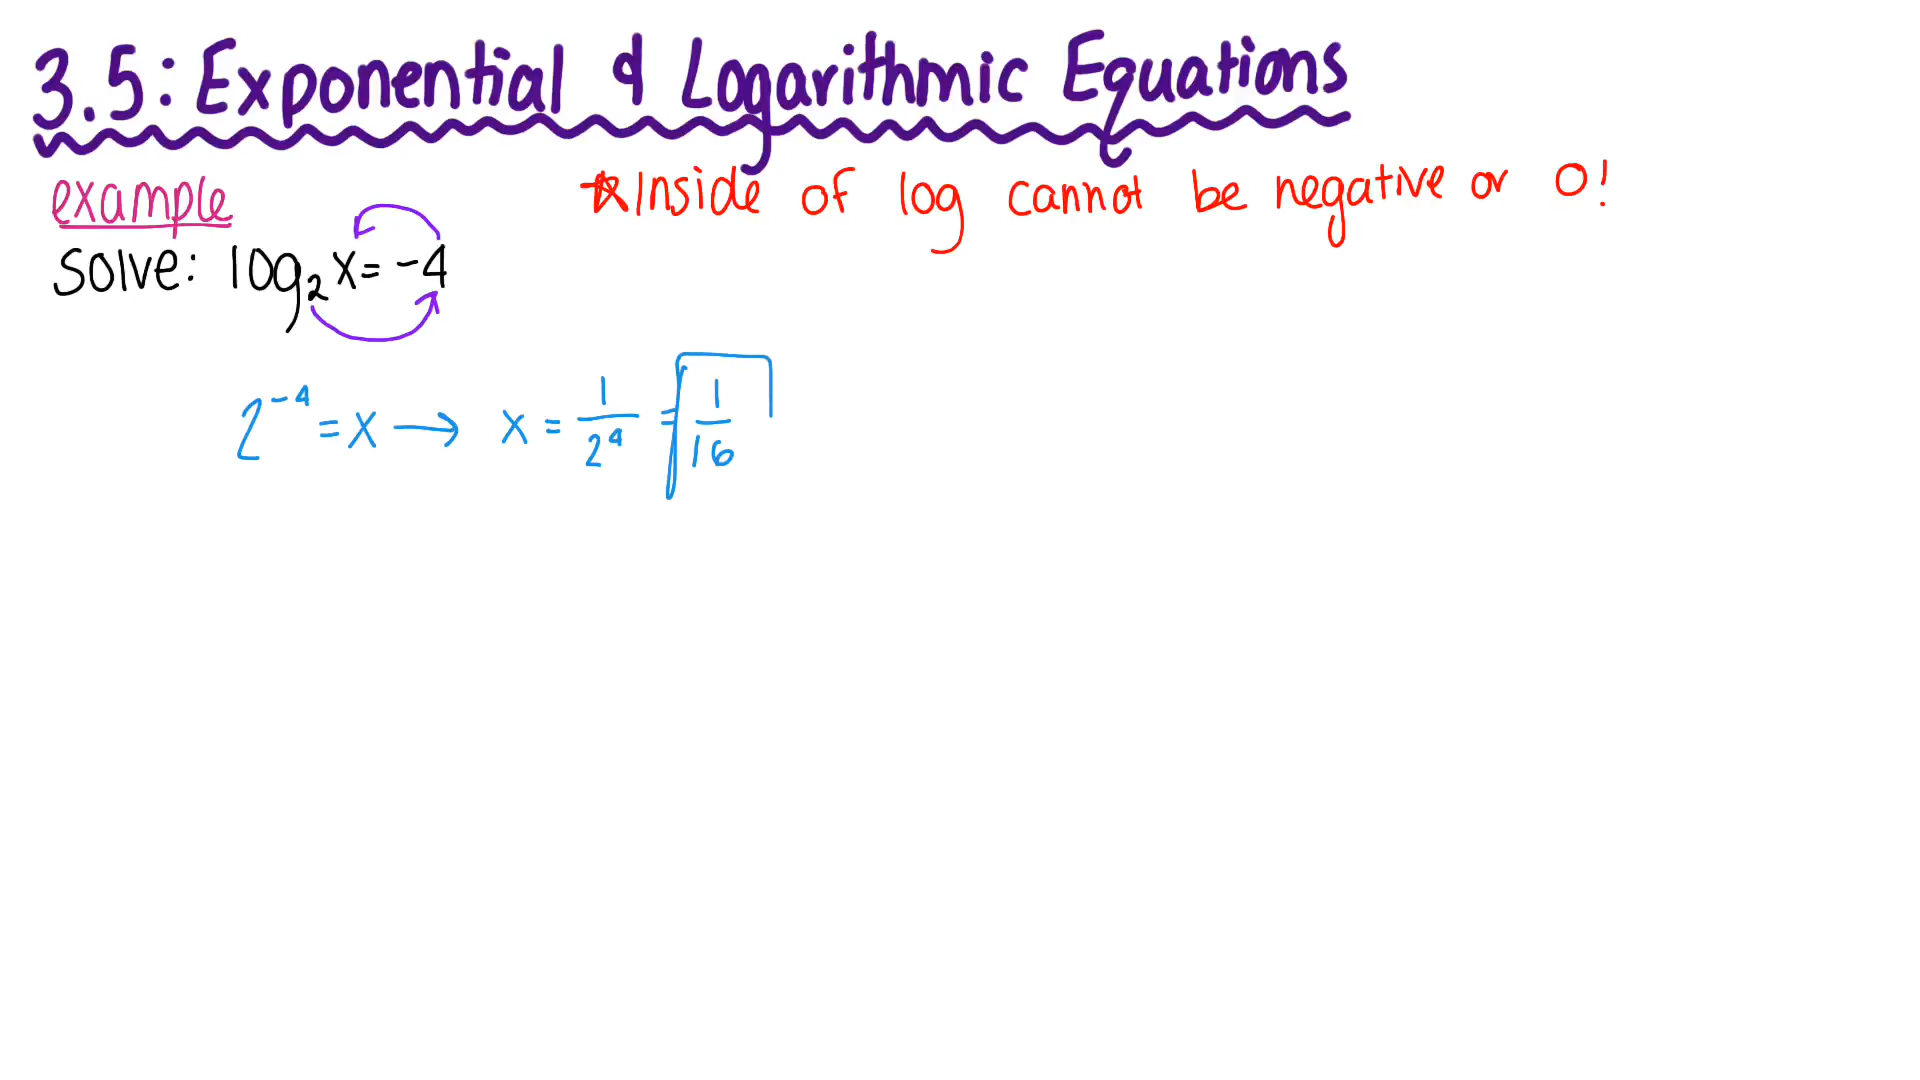 3.5: Exponential & Logarithmic Equations
example
*Inside of log cannot be negative or 0!
Solve: log₂x = -4
2⁻⁴ = x → x = 1/2⁴ = 1/16